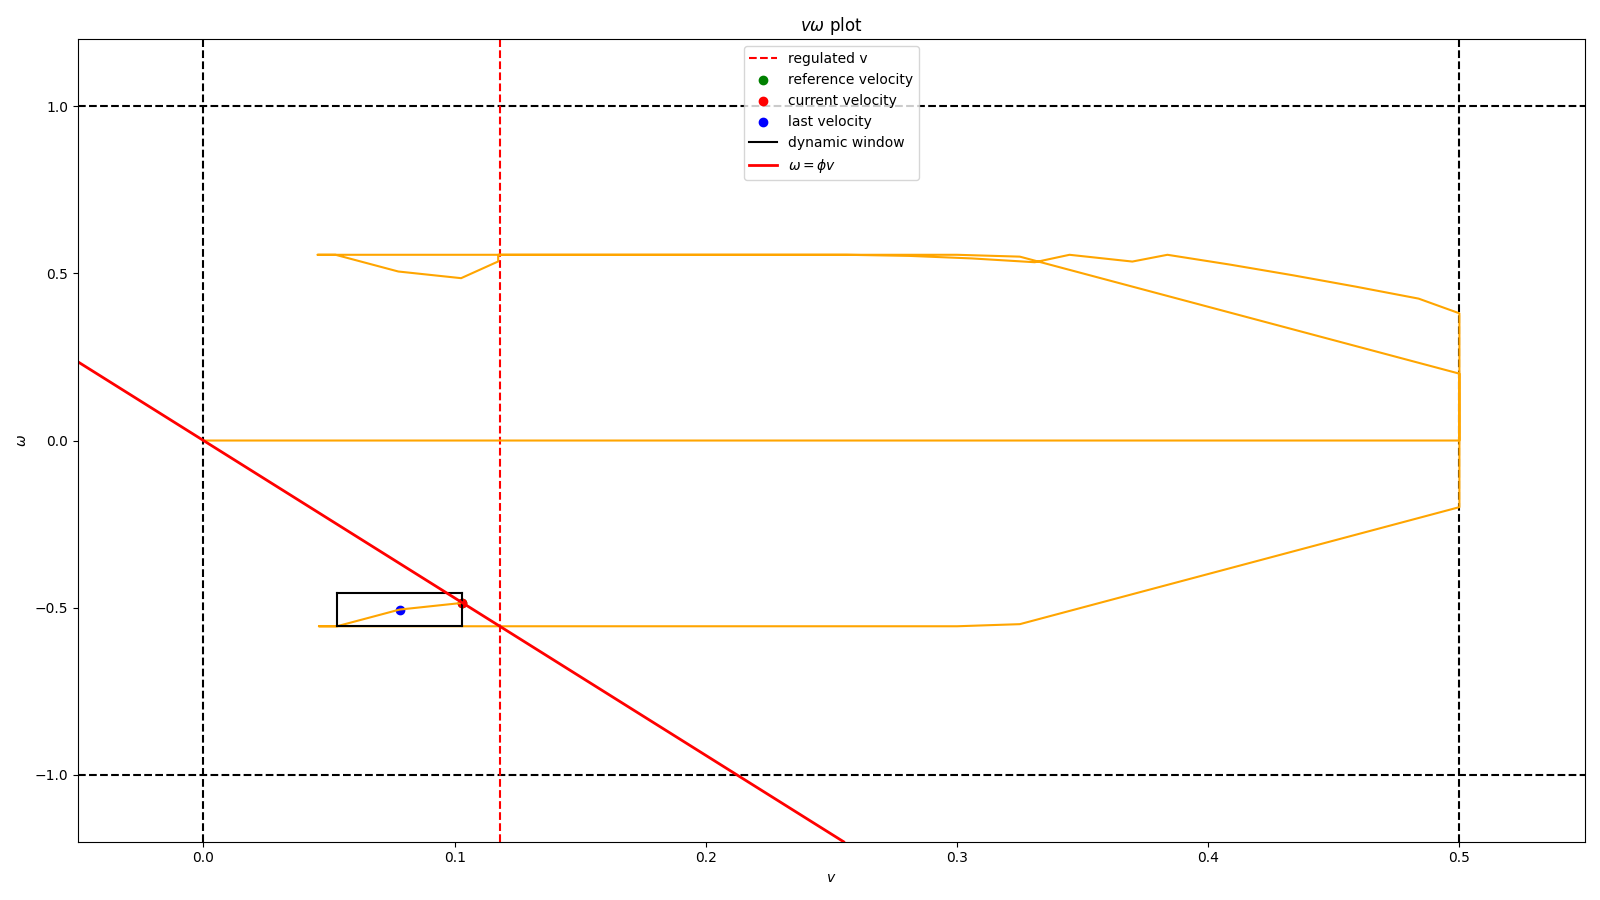 vω plot
regulated v
reference velocity
current velocity
last velocity
dynamic window
ω = ϕv
1.0
0.5
0.0
−0.5
−1.0
ω
0.0 0.1 0.2 0.3 0.4 0.5
v